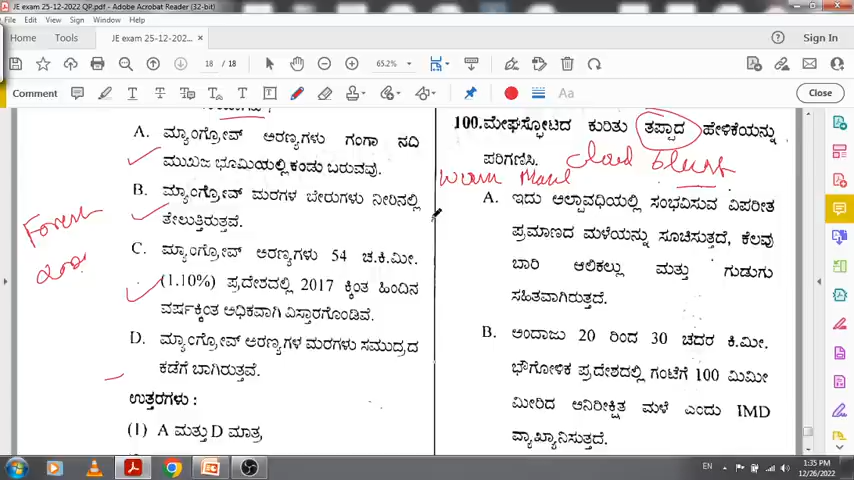 JE exam 25-12-2022 QP.pdf - Adobe Acrobat Reader (32-bit)
File Edit View Sign Window Help
Home Tools JE exam 25-12-202... × Sign In
18 / 18 65.2%
Comment Aa Close
A. ಮ್ಯಾಂಗ್ರೋವ್ ಅರಣ್ಯಗಳು ಗಂಗಾ ನದಿ
ಮುಖಜ ಭೂಮಿಯಲ್ಲಿ ಕಂಡು ಬರುವವು.
B. ಮ್ಯಾಂಗ್ರೋವ್ ಮರಗಳ ಬೇರುಗಳು ನೀರಿನಲ್ಲಿ
ತೇಲುತ್ತಿರುತ್ತವೆ.
Forest
C. ಮ್ಯಾಂಗ್ರೋವ್ ಅರಣ್ಯಗಳು 54 ಚ.ಕಿ.ಮೀ.
(1.10%) ಪ್ರದೇಶದಲ್ಲಿ 2017 ಕ್ಕಿಂತ ಹಿಂದಿನ
ವರ್ಷಕ್ಕಿಂತ ಅಧಿಕವಾಗಿ ವಿಸ್ತಾರಗೊಂಡಿವೆ.
D. ಮ್ಯಾಂಗ್ರೋವ್ ಅರಣ್ಯಗಳ ಮರಗಳು ಸಮುದ್ರದ
ಕಡೆಗೆ ಬಾಗಿರುತ್ತವೆ.
ಉತ್ತರಗಳು :
(1) A ಮತ್ತು D ಮಾತ್ರ
100. ಮೇಘಸ್ಫೋಟದ ಕುರಿತು ತಪ್ಪಾದ ಹೇಳಿಕೆಯನ್ನು
ಪರಿಗಣಿಸಿ. cloud
warm
A. ಇದು ಅಲ್ಪಾವಧಿಯಲ್ಲಿ ಸಂಭವಿಸುವ ವಿಪರೀತ
ಪ್ರಮಾಣದ ಮಳೆಯನ್ನು ಸೂಚಿಸುತ್ತದೆ, ಕೆಲವು
ಬಾರಿ ಆಲಿಕಲ್ಲು ಮತ್ತು ಗುಡುಗು
ಸಹಿತವಾಗಿರುತ್ತದೆ.
B. ಅಂದಾಜು 20 ರಿಂದ 30 ಚದರ ಕಿ.ಮೀ.
ಭೌಗೋಳಿಕ ಪ್ರದೇಶದಲ್ಲಿ ಗಂಟೆಗೆ 100 ಮಿಮೀ
ಮೀರಿದ ಅನಿರೀಕ್ಷಿತ ಮಳೆ ಎಂದು IMD
ವ್ಯಾಖ್ಯಾನಿಸುತ್ತದೆ.
EN 1:35 PM
12/26/2022